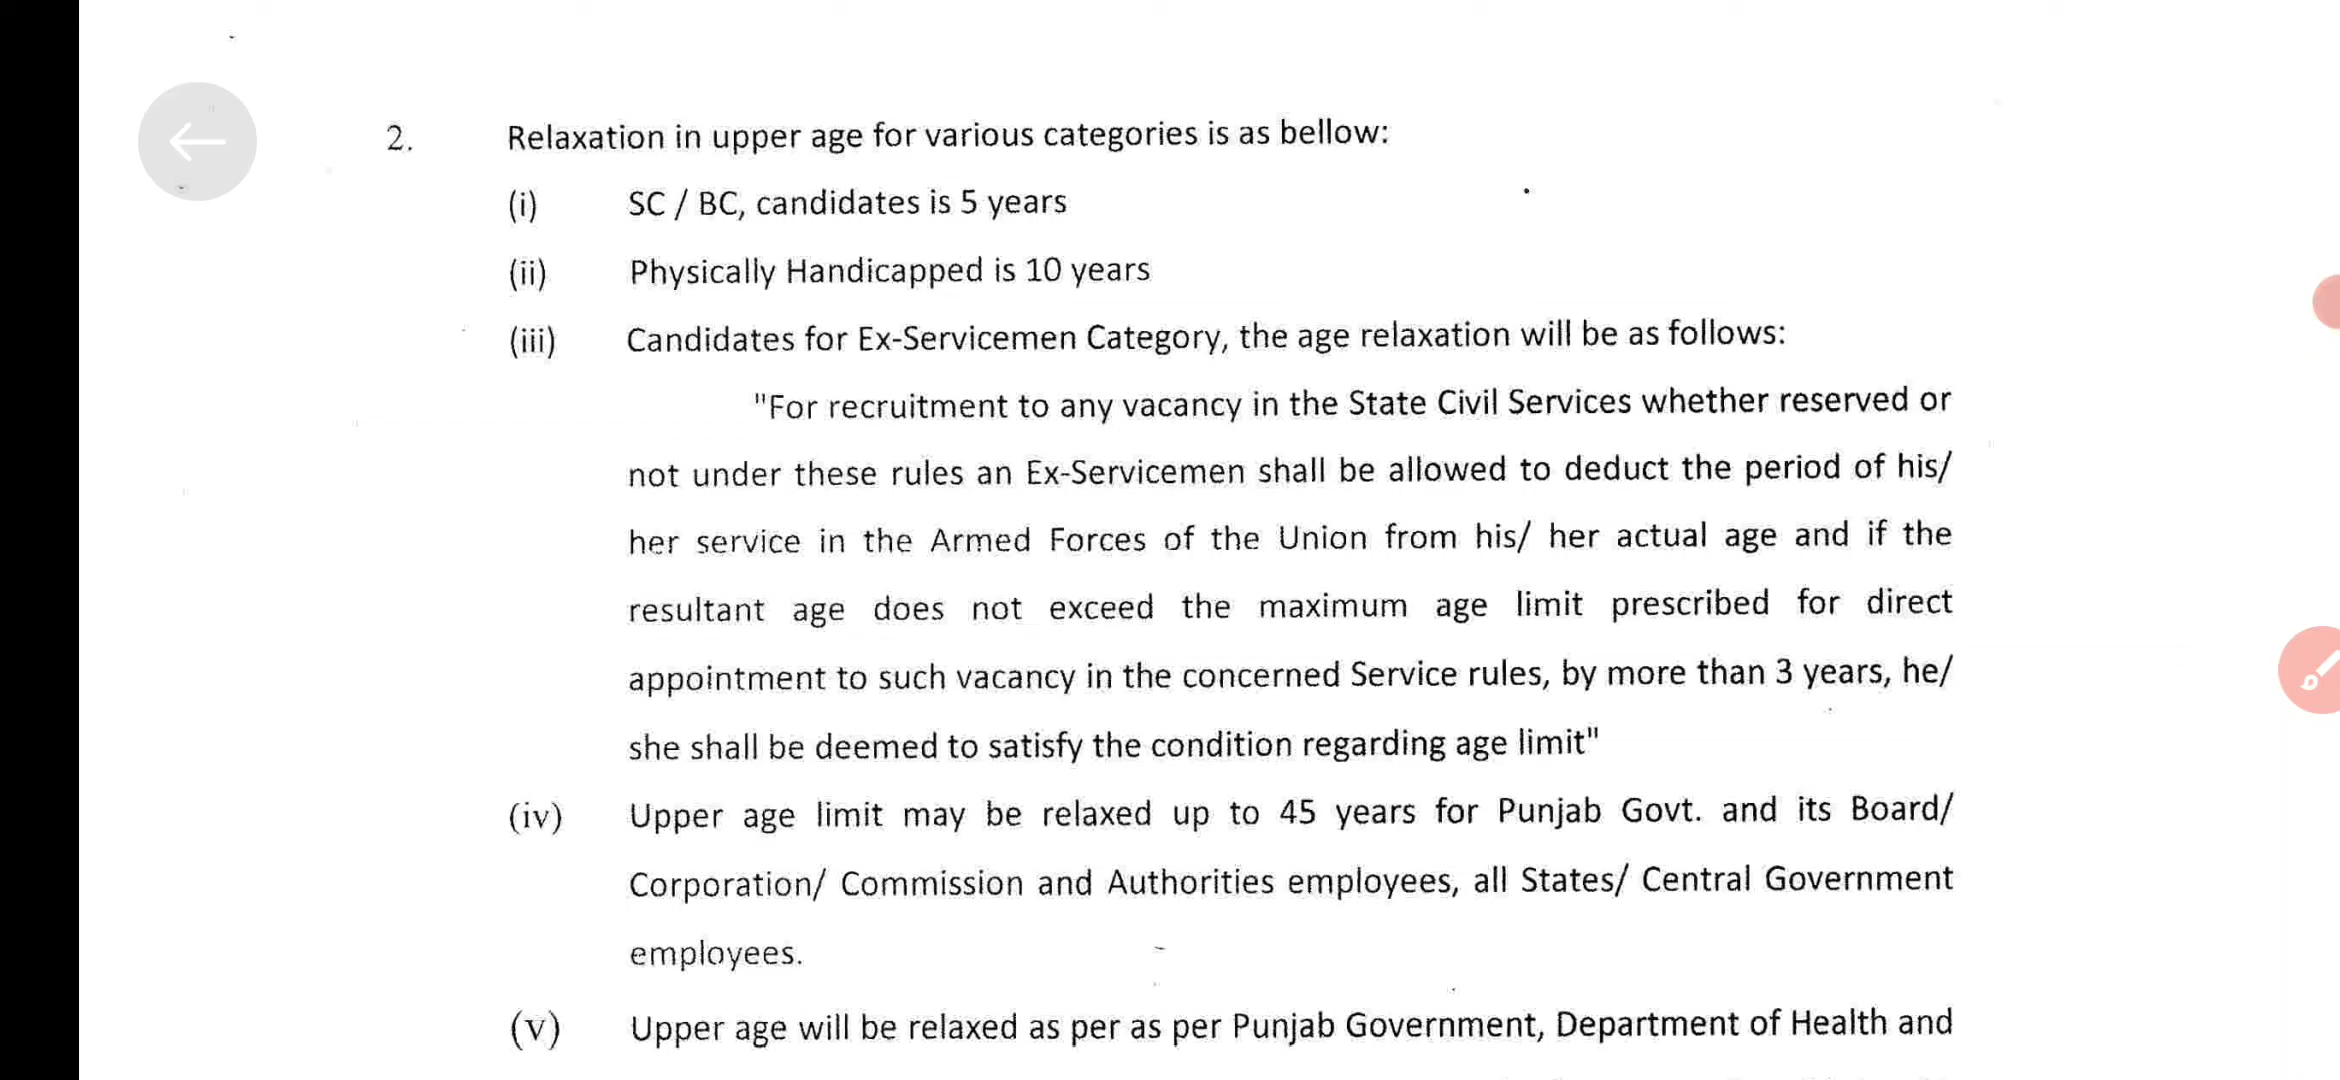 2. Relaxation in upper age for various categories is as bellow:
(i) SC / BC, candidates is 5 years
(ii) Physically Handicapped is 10 years
(iii) Candidates for Ex-Servicemen Category, the age relaxation will be as follows:
"For recruitment to any vacancy in the State Civil Services whether reserved or
not under these rules an Ex-Servicemen shall be allowed to deduct the period of his/
her service in the Armed Forces of the Union from his/ her actual age and if the
resultant age does not exceed the maximum age limit prescribed for direct
appointment to such vacancy in the concerned Service rules, by more than 3 years, he/
she shall be deemed to satisfy the condition regarding age limit"
(iv) Upper age limit may be relaxed up to 45 years for Punjab Govt. and its Board/
Corporation/ Commission and Authorities employees, all States/ Central Government
employees.
(v) Upper age will be relaxed as per as per Punjab Government, Department of Health and